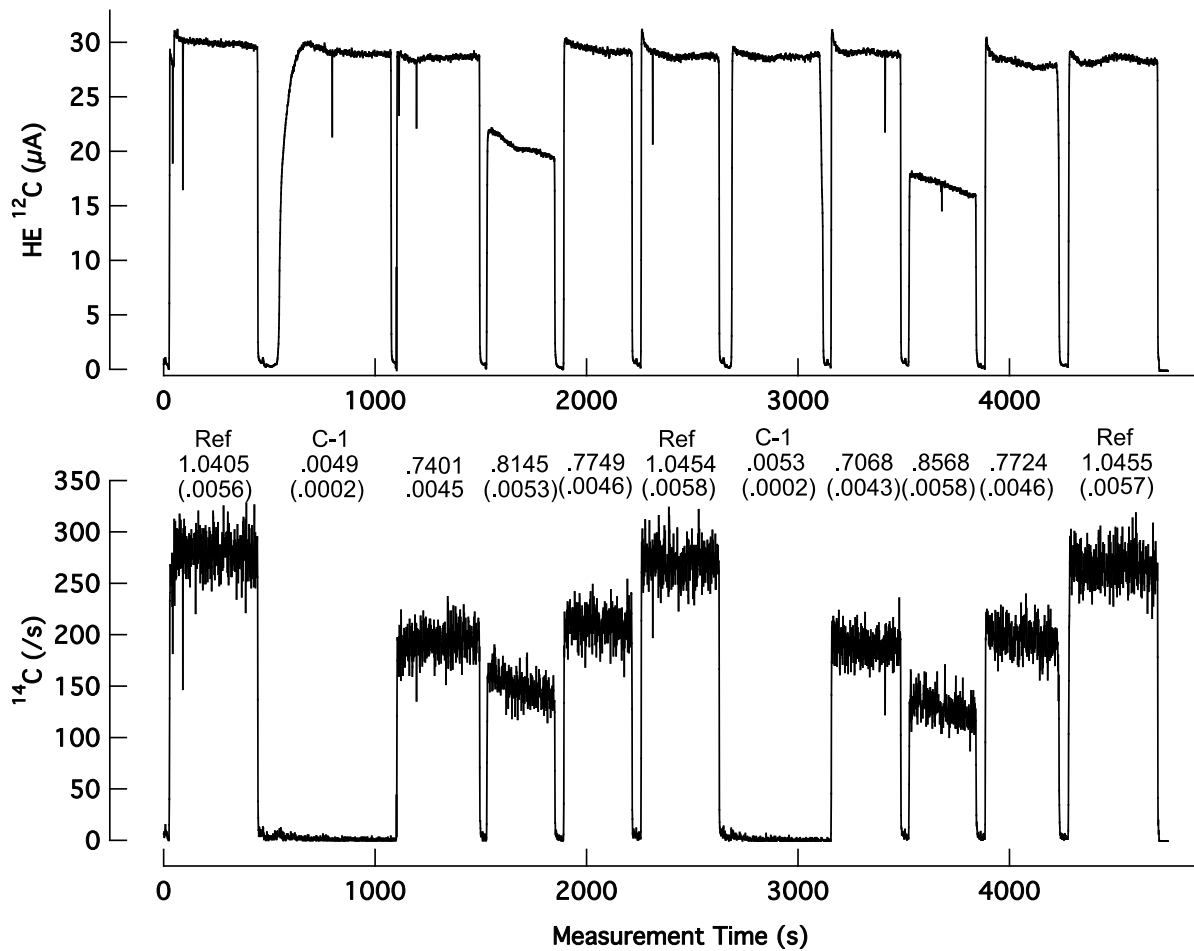 30
25
20
15
10
5
0
HE ¹²C (µA)
0 1000 2000 3000 4000
Ref C-1 Ref C-1 Ref
1.0405 .0049 .7401 .8145 .7749 1.0454 .0053 .7068 .8568 .7724 1.0455
(.0056) (.0002) .0045 (.0053) (.0046) (.0058) (.0002) (.0043) (.0058) (.0046) (.0057)
350
300
250
200
150
100
50
0
¹⁴C (/s)
0 1000 2000 3000 4000
Measurement Time (s)